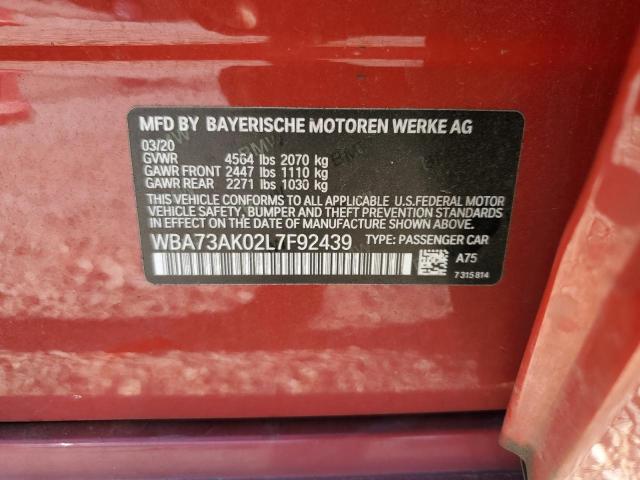 MFD BY BAYERISCHE MOTOREN WERKE AG
03/20
GVWR 4564 lbs 2070 kg
GAWR FRONT 2447 lbs 1110 kg
GAWR REAR 2271 lbs 1030 kg
THIS VEHICLE CONFORMS TO ALL APPLICABLE U.S.FEDERAL MOTOR
VEHICLE SAFETY, BUMPER AND THEFT PREVENTION STANDARDS IN
EFFECT ON THE DATE OF MANUFACTURE SHOWN ABOVE.
WBA73AK02L7F92439 TYPE: PASSENGER CAR
A75
7315814